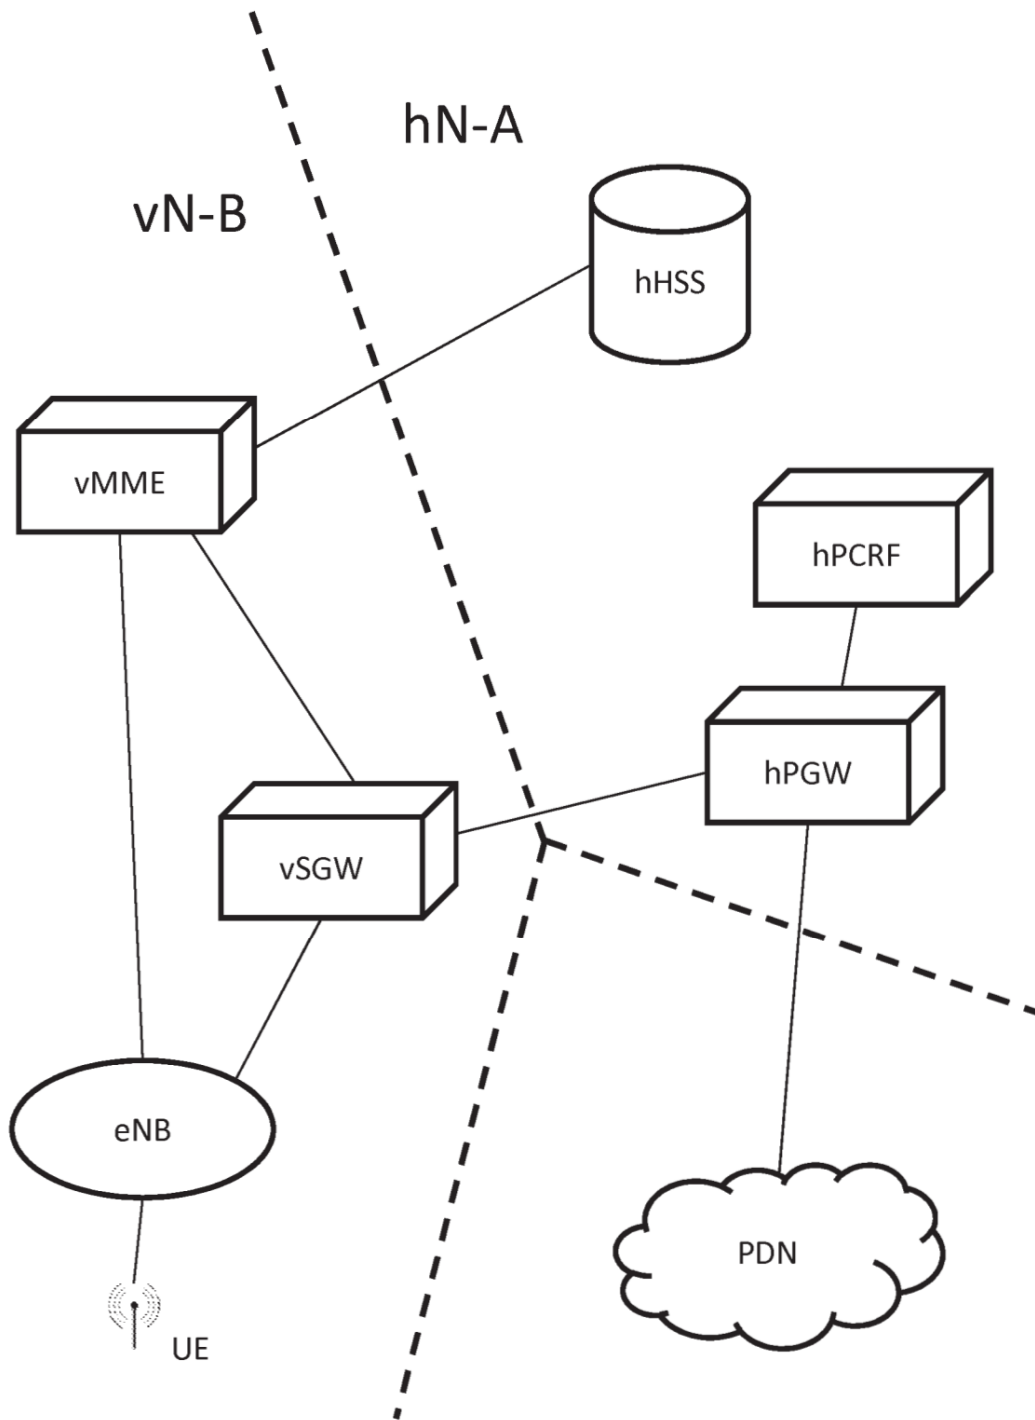 hN-A
vN-B
hHSS
vMME
hPCRF
hPGW
vSGW
eNB
PDN
UE